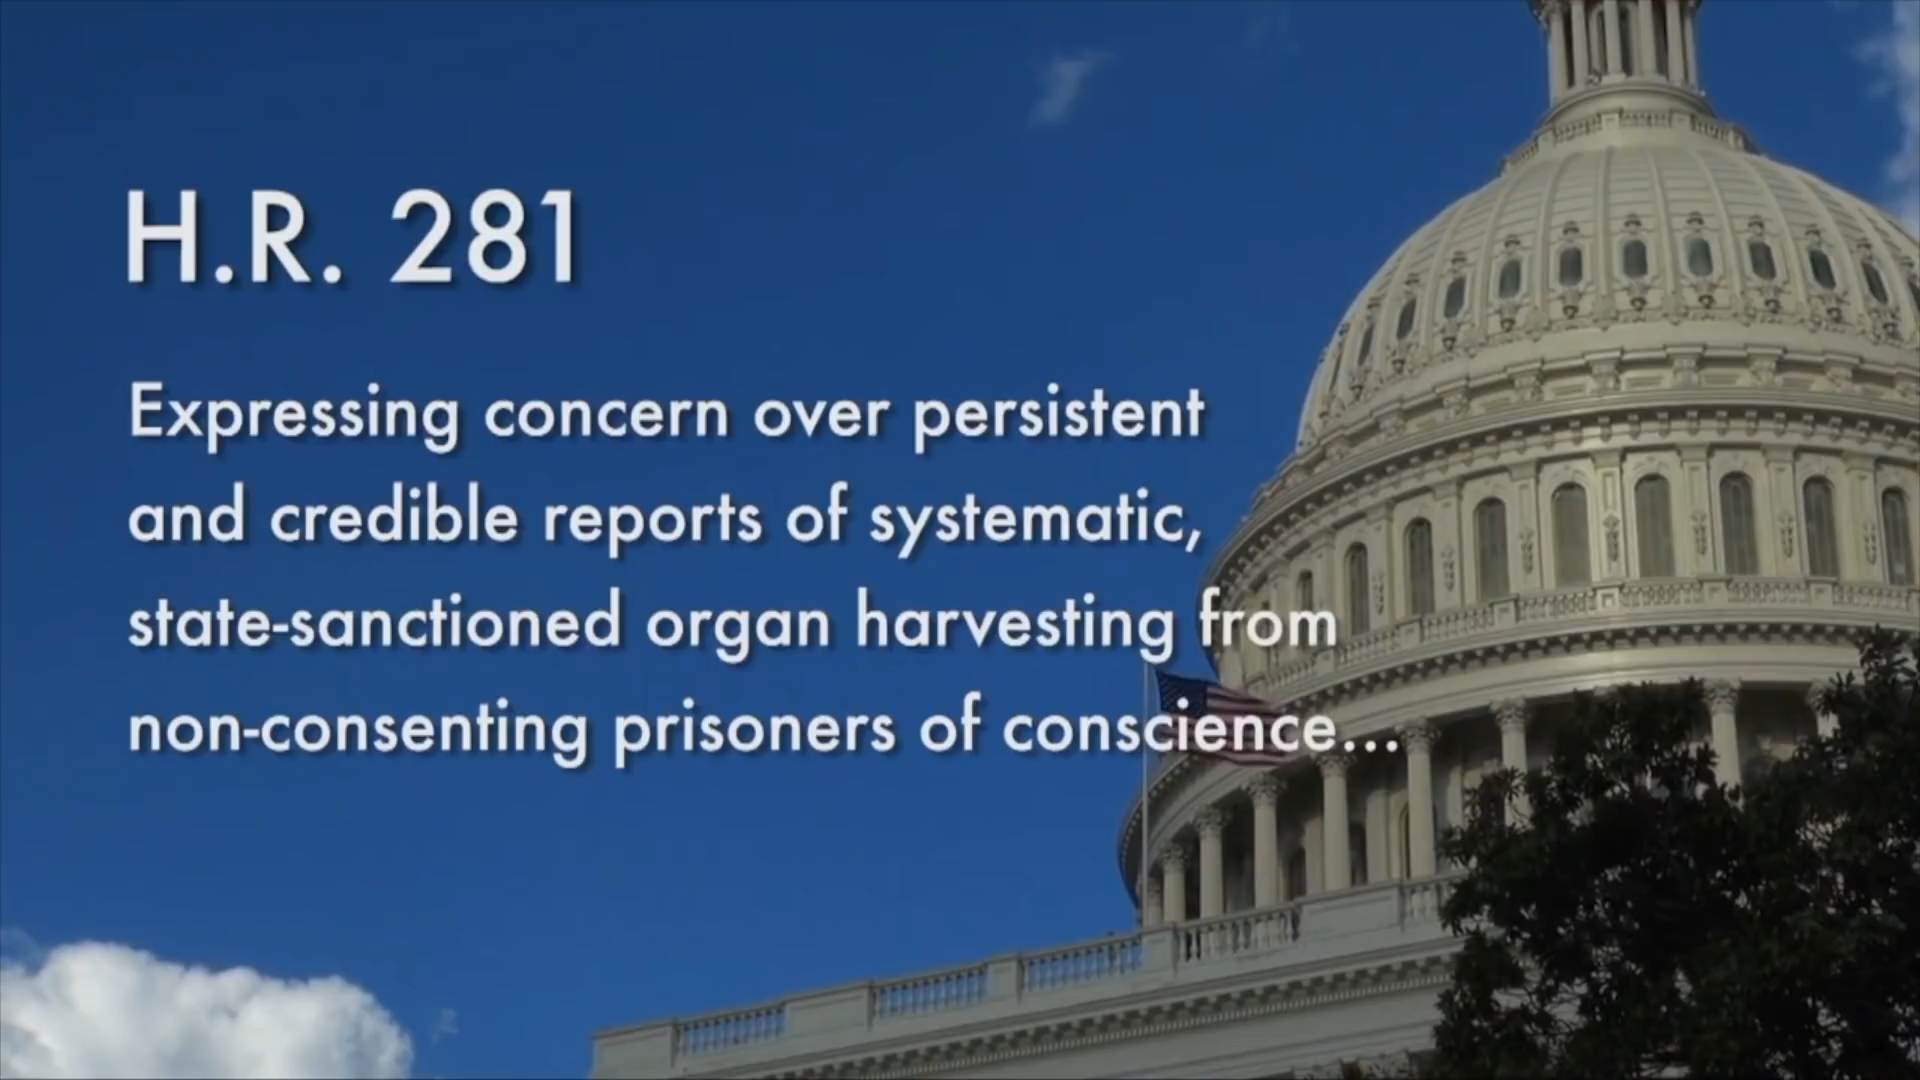 H.R. 281
Expressing concern over persistent
and credible reports of systematic,
state-sanctioned organ harvesting from
non-consenting prisoners of conscience...